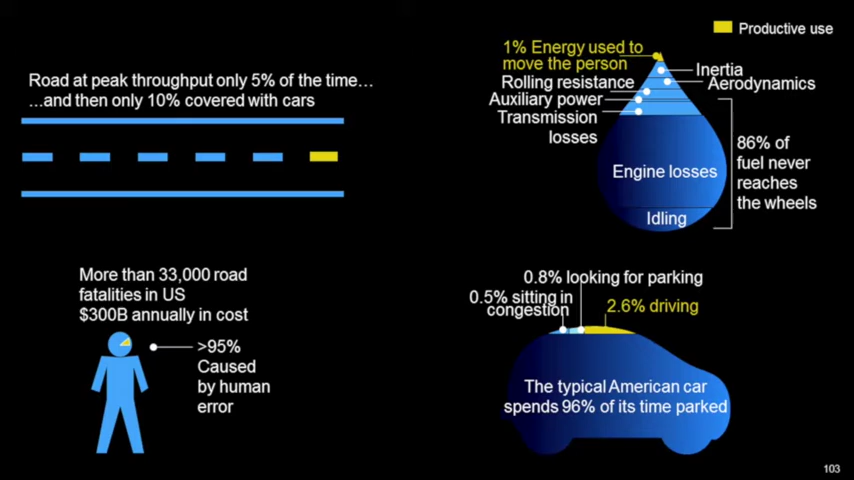 Productive use
Road at peak throughput only 5% of the time…
…and then only 10% covered with cars
1% Energy used to
move the person
Inertia
Aerodynamics
Rolling resistance
Auxiliary power
Transmission
losses
Engine losses
Idling
86% of
fuel never
reaches
the wheels
More than 33,000 road
fatalities in US
$300B annually in cost
>95%
Caused
by human
error
0.8% looking for parking
0.5% sitting in
congestion
2.6% driving
The typical American car
spends 96% of its time parked
103